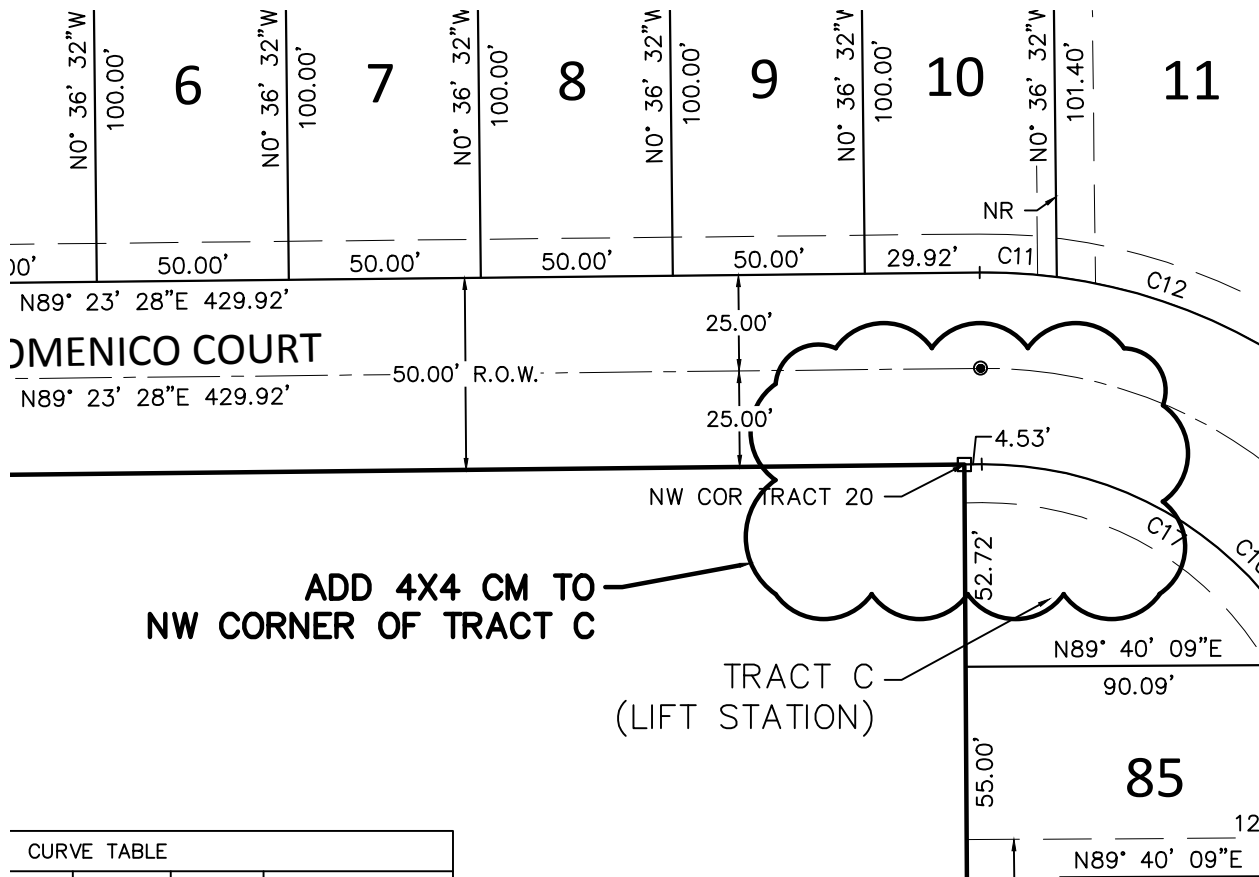 N0° 36' 32"W
100.00'
6
N0° 36' 32"W
100.00'
7
N0° 36' 32"W
100.00'
8
N0° 36' 32"W
100.00'
9
N0° 36' 32"W
100.00'
10
N0° 36' 32"W
101.40'
11
NR
00'
50.00'
50.00'
50.00'
50.00'
29.92'
C11
C12
N89° 23' 28"E 429.92'
OMENICO COURT
N89° 23' 28"E 429.92'
50.00' R.O.W.
25.00'
25.00'
4.53'
NW COR TRACT 20
C17
52.72'
ADD 4X4 CM TO
NW CORNER OF TRACT C
TRACT C
(LIFT STATION)
N89° 40' 09"E
90.09'
55.00'
85
12
N89° 40' 09"E
CURVE TABLE